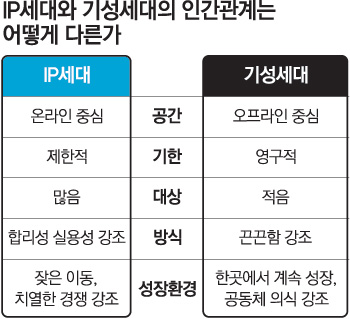 IP세대와 기성세대의 인간관계는
어떻게 다른가
IP세대 기성세대
온라인 중심 공간 오프라인 중심
제한적 기한 영구적
많음 대상 적음
합리성 실용성 강조 방식 끈끈함 강조
잦은 이동,
치열한 경쟁 강조
성장환경
한곳에서 계속 성장,
공동체 의식 강조